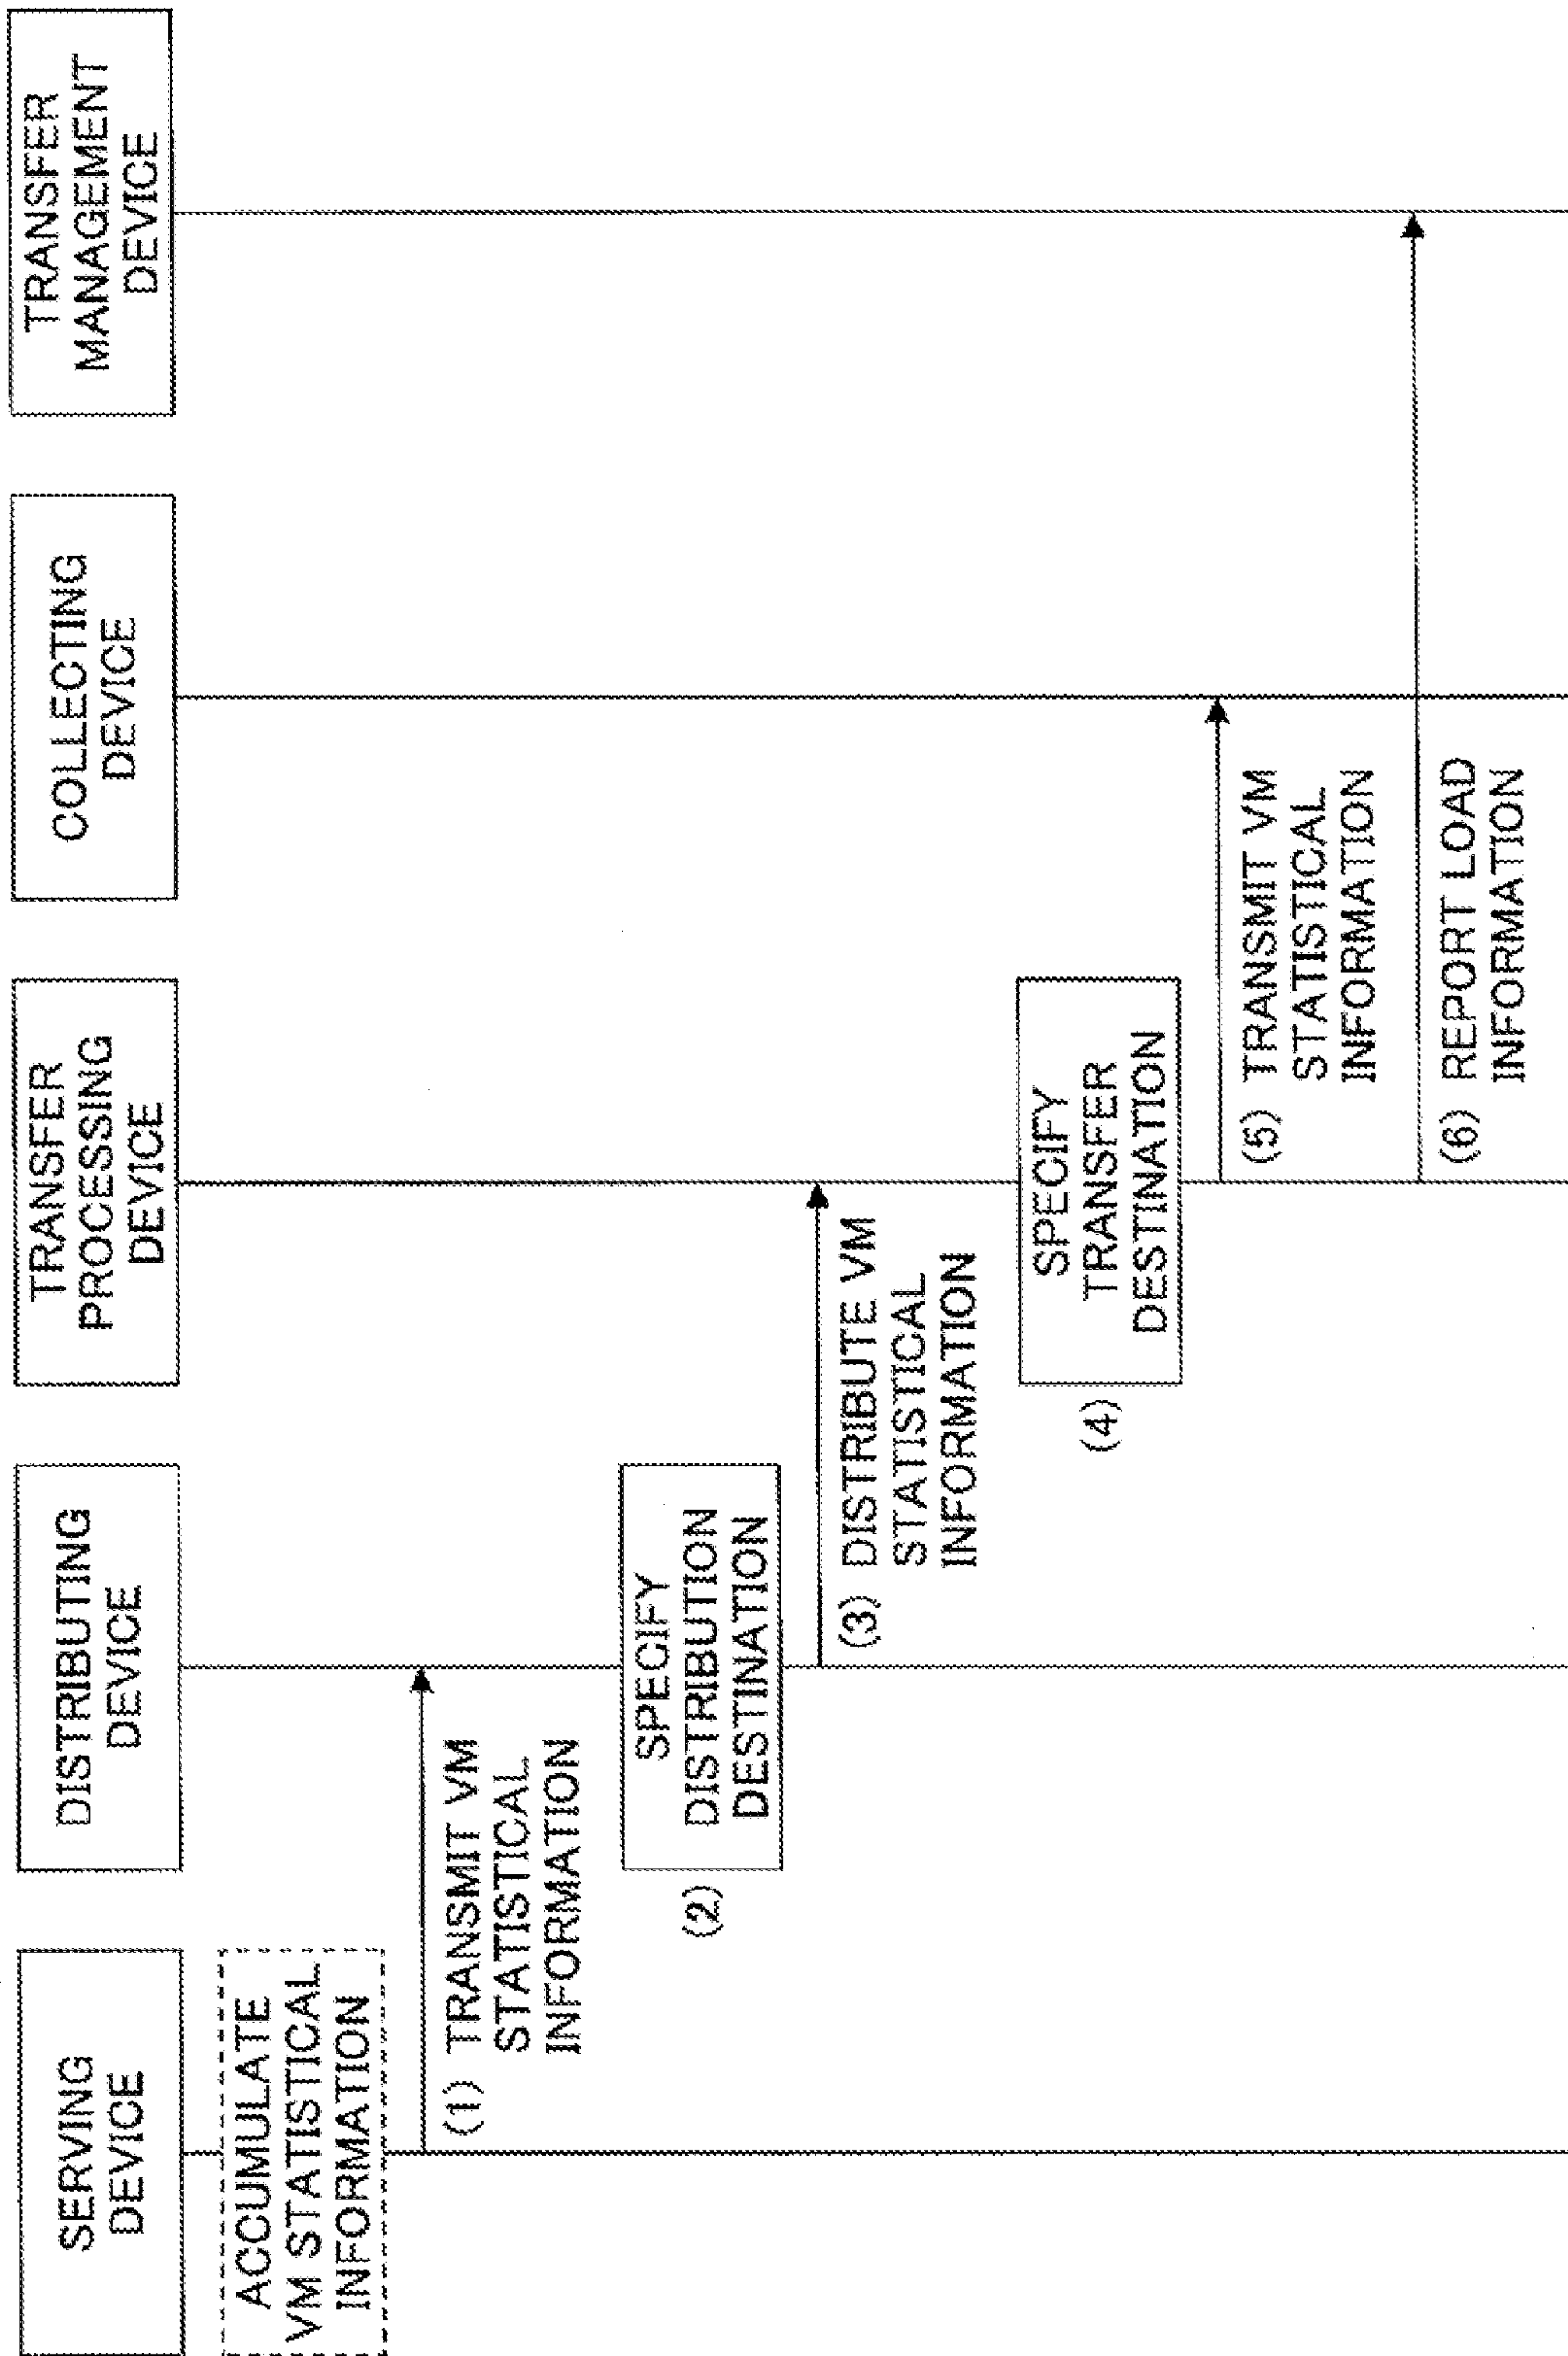 SERVING
DEVICE
DISTRIBUTING
DEVICE
TRANSFER
PROCESSING
DEVICE
COLLECTING
DEVICE
TRANSFER
MANAGEMENT
DEVICE
ACCUMULATE
VM STATISTICAL
INFORMATION
(1) TRANSMIT VM
STATISTICAL
INFORMATION
(2)
SPECIFY
DISTRIBUTION
DESTINATION
(3) DISTRIBUTE VM
STATISTICAL
INFORMATION
(4)
SPECIFY
TRANSFER
DESTINATION
(5) TRANSMIT VM
STATISTICAL
INFORMATION
(6) REPORT LOAD
INFORMATION